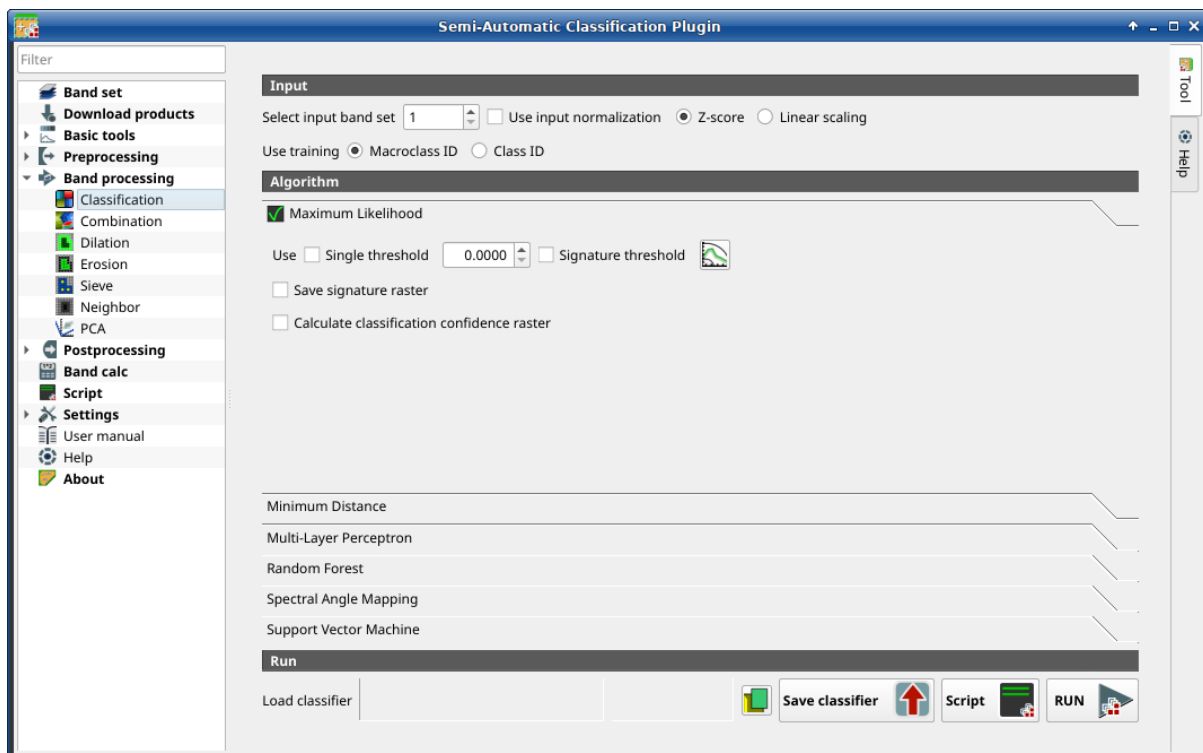 Semi-Automatic Classification Plugin
Filter
Band set
Download products
Basic tools
Preprocessing
Band processing
Classification
Combination
Dilation
Erosion
Sieve
Neighbor
PCA
Postprocessing
Band calc
Script
Settings
User manual
Help
About
Input
Select input band set 1 Use input normalization Z-score Linear scaling
Use training Macroclass ID Class ID
Algorithm
Maximum Likelihood
Use Single threshold 0.0000 Signature threshold
Save signature raster
Calculate classification confidence raster
Minimum Distance
Multi-Layer Perceptron
Random Forest
Spectral Angle Mapping
Support Vector Machine
Run
Load classifier Save classifier Script RUN
Tool
Help